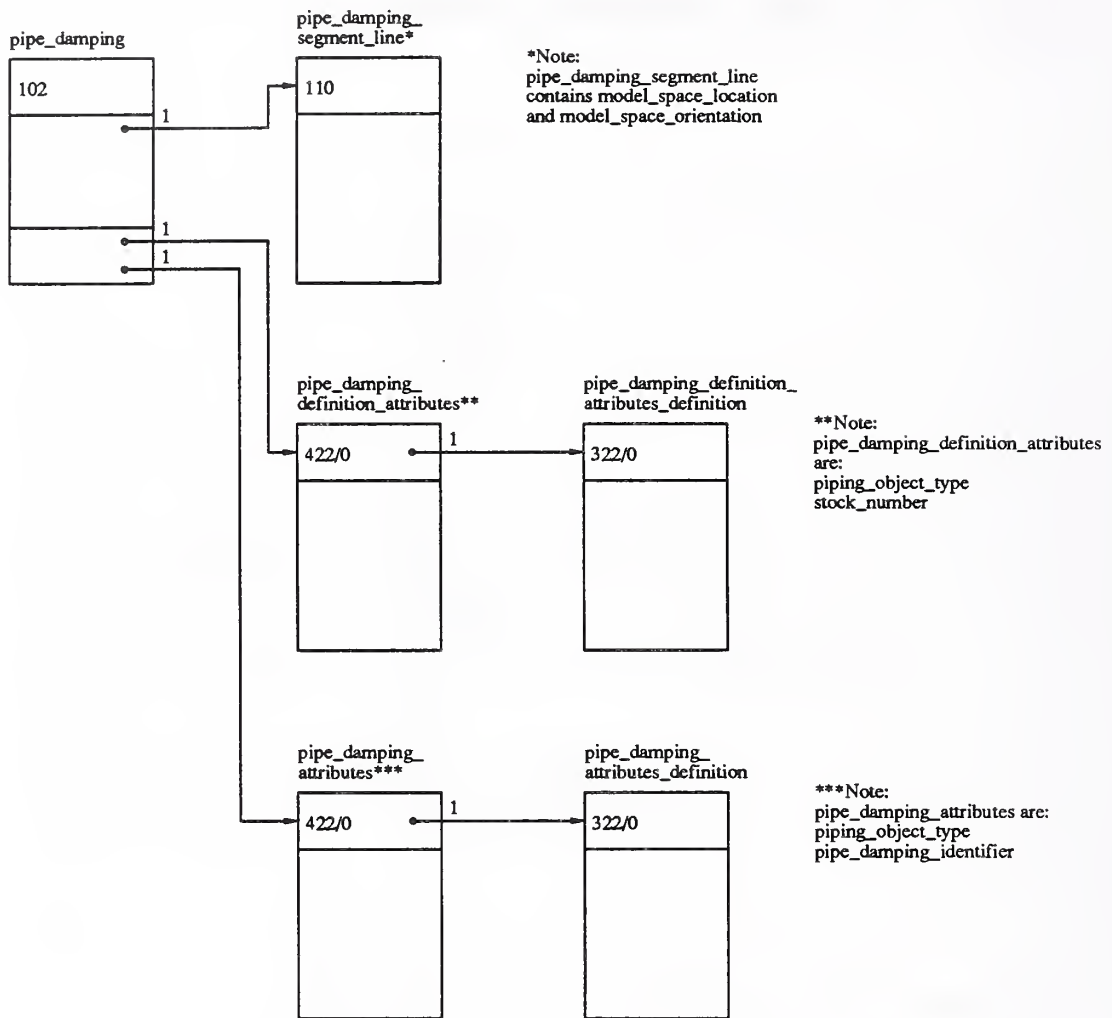 pipe_damping
102
1
1
1
pipe_damping_
segment_line*
110
*Note:
pipe_damping_segment_line
contains model_space_location
and model_space_orientation
pipe_damping_
definition_attributes**
422/0
1
pipe_damping_definition_
attributes_definition
322/0
**Note:
pipe_damping_definition_attributes
are:
piping_object_type
stock_number
pipe_damping_
attributes***
422/0
1
pipe_damping_
attributes_definition
322/0
***Note:
pipe_damping_attributes are:
piping_object_type
pipe_damping_identifier